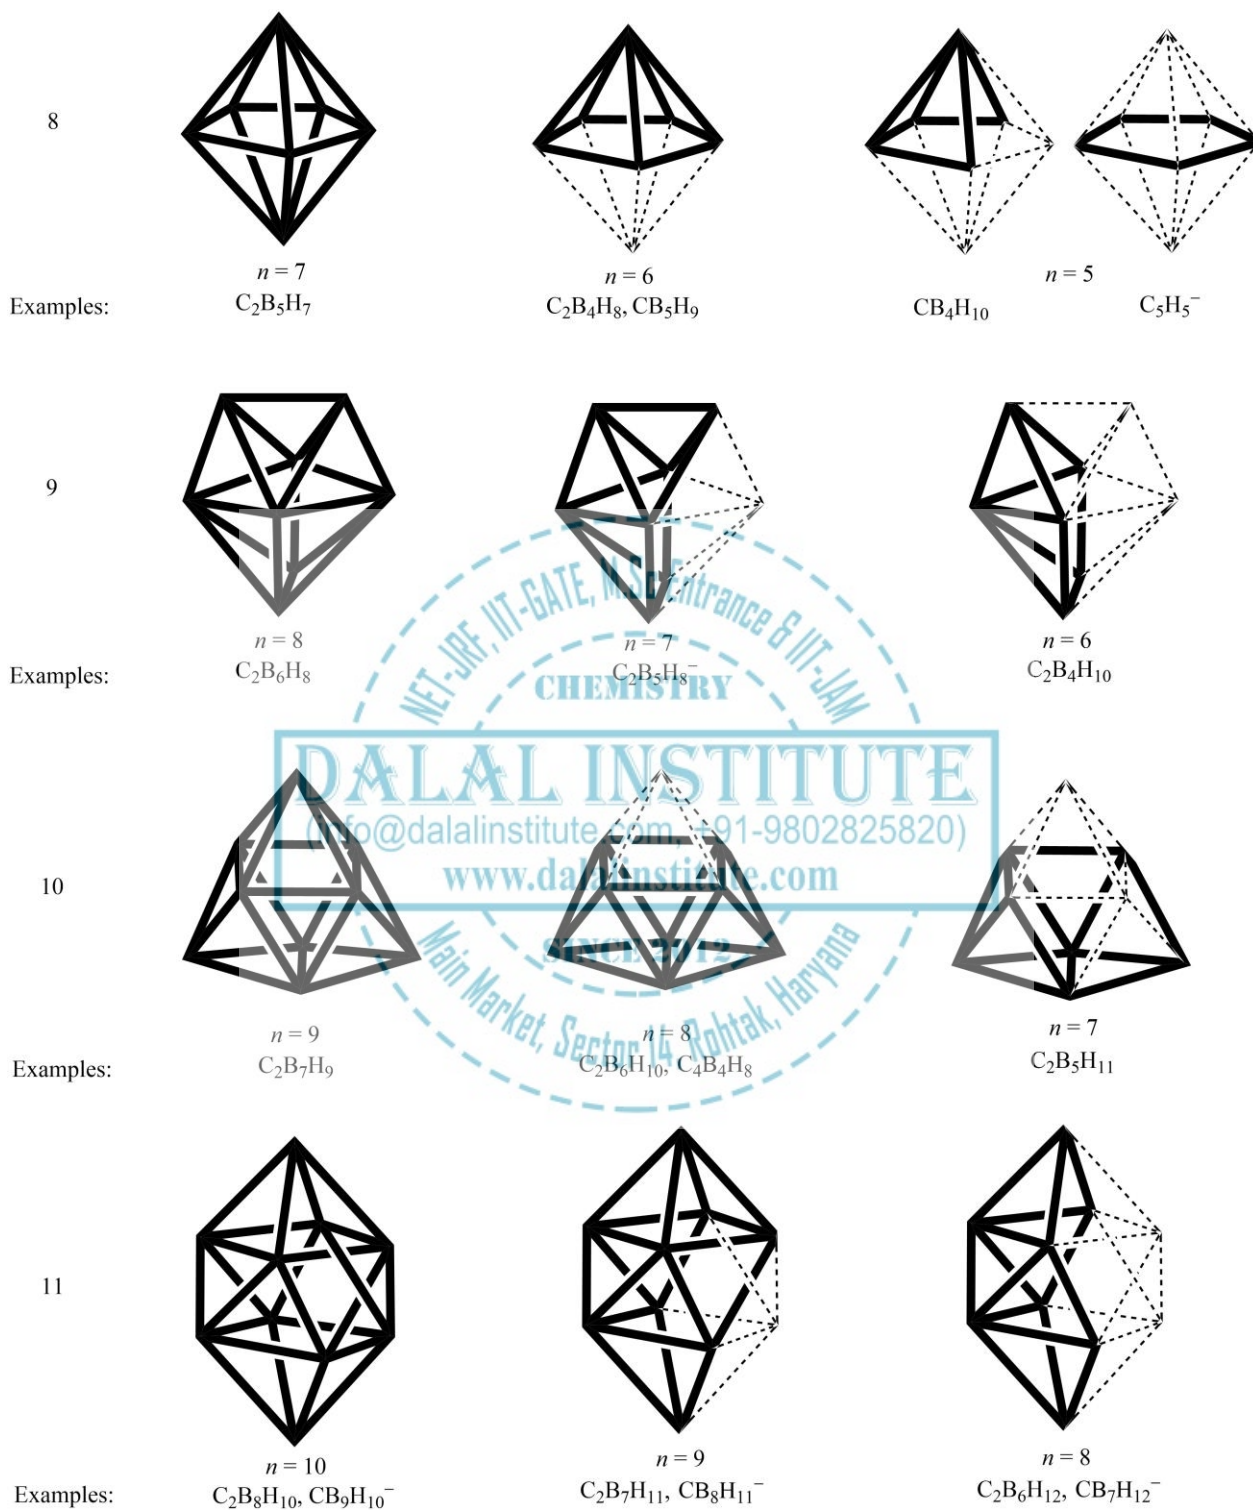 8
n = 7
n = 6
n = 5
Examples: C₂B₅H₇ C₂B₄H₈, CB₅H₉ CB₄H₁₀ C₅H₅⁻
9
n = 8
n = 7
n = 6
Examples: C₂B₆H₈ C₂B₅H₈⁻ C₂B₄H₁₀
NET-JRF, IIT-GATE, M.Sc Entrance & IIT-JAM
CHEMISTRY
DALAL INSTITUTE
(info@dalalinstitute.com, +91-9802825820)
www.dalalinstitute.com
10
SINCE 2012
Main Market, Sector 14, Rohtak, Haryana
n = 9
n = 8
n = 7
Examples: C₂B₇H₉ C₂B₆H₁₀, C₄B₄H₈ C₂B₅H₁₁
11
n = 10
n = 9
n = 8
Examples: C₂B₈H₁₀, CB₉H₁₀⁻ C₂B₇H₁₁, CB₈H₁₁⁻ C₂B₆H₁₂, CB₇H₁₂⁻